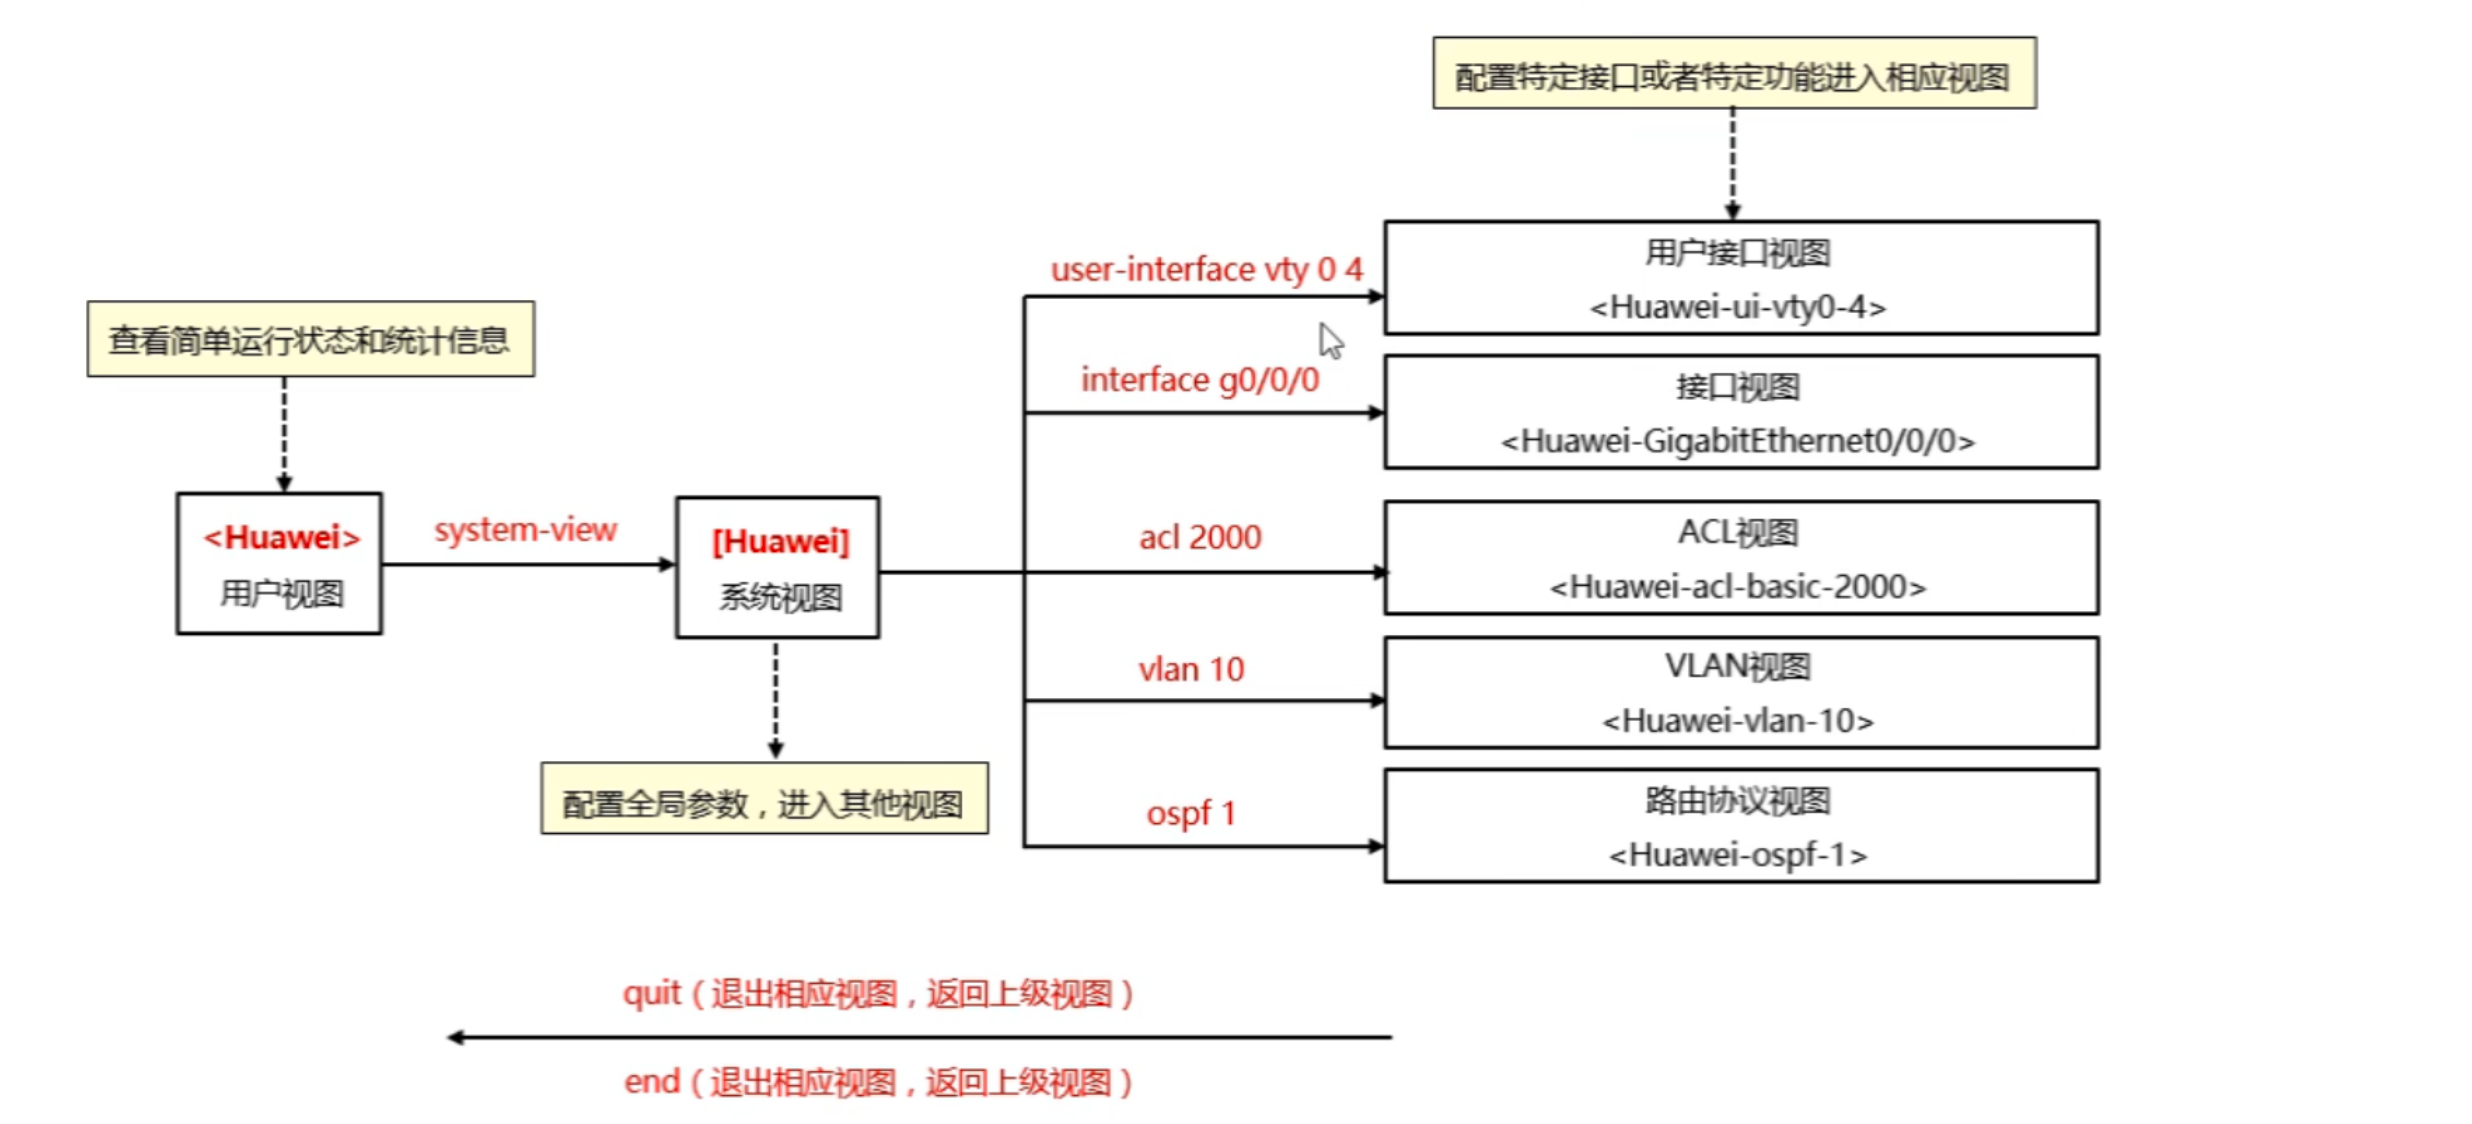 配置特定接口或者特定功能进入相应视图
查看简单运行状态和统计信息
<Huawei>
用户视图
system-view
[Huawei]
系统视图
配置全局参数，进入其他视图
user-interface vty 0 4
用户接口视图
<Huawei-ui-vty0-4>
interface g0/0/0
接口视图
<Huawei-GigabitEthernet0/0/0>
acl 2000
ACL视图
<Huawei-acl-basic-2000>
vlan 10
VLAN视图
<Huawei-vlan-10>
ospf 1
路由协议视图
<Huawei-ospf-1>
quit（退出相应视图，返回上级视图）
end（退出相应视图，返回上级视图）